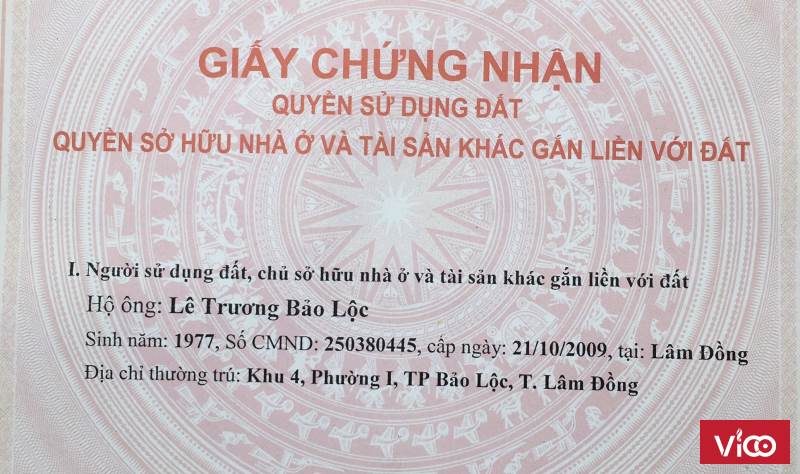 GIẤY CHỨNG NHẬN
QUYỀN SỬ DỤNG ĐẤT
QUYỀN SỞ HỮU NHÀ Ở VÀ TÀI SẢN KHÁC GẮN LIỀN VỚI ĐẤT
I. Người sử dụng đất, chủ sở hữu nhà ở và tài sản khác gắn liền với đất
Hộ ông: Lê Trương Bảo Lộc
Sinh năm: 1977, Số CMND: 250380445, cấp ngày: 21/10/2009, tại: Lâm Đồng
Địa chỉ thường trú: Khu 4, Phường I, TP Bảo Lộc, T. Lâm Đồng
VICO